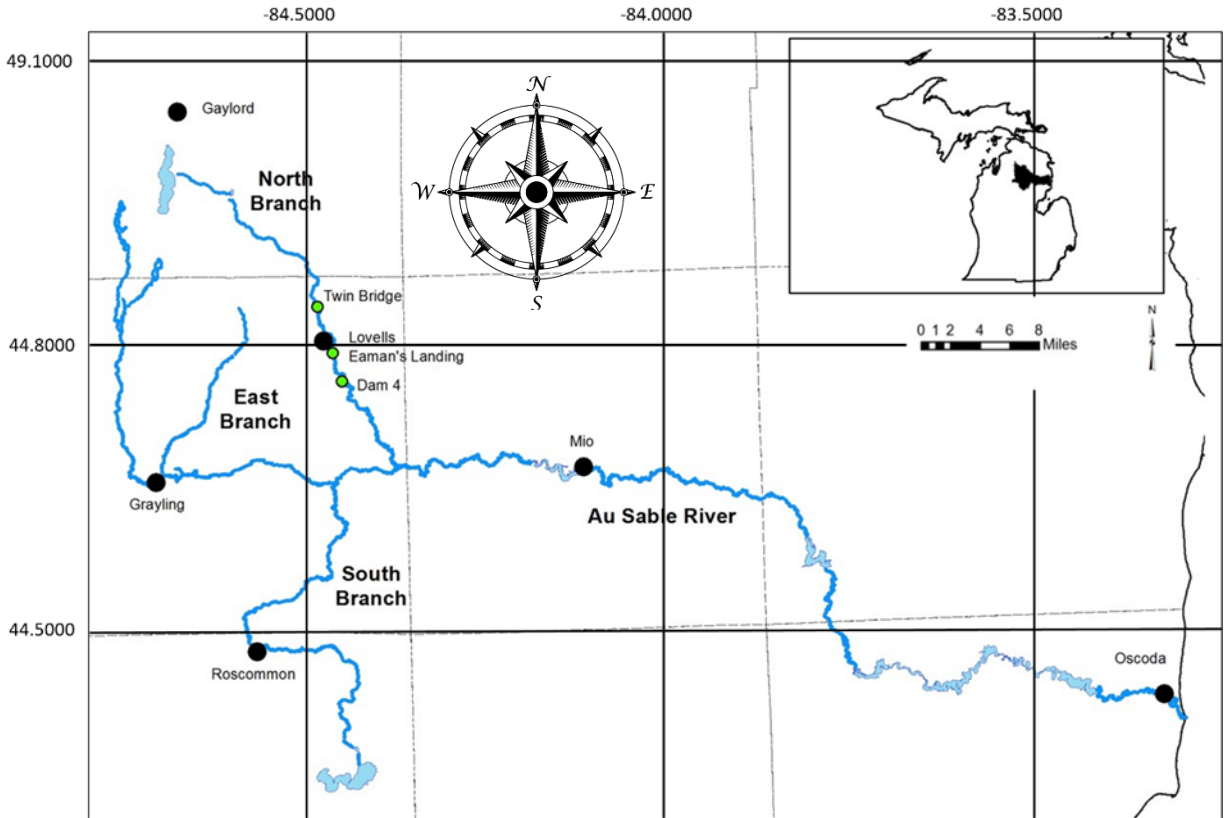 -84.5000
-84.0000
-83.5000
49.1000
Gaylord
N
W
E
S
North
Branch
Twin Bridge
Lovells
Eaman's Landing
Dam 4
N
0 1 2 4 6 8
Miles
44.8000
East
Branch
Mio
Grayling
Au Sable River
South
Branch
44.5000
Roscommon
Oscoda